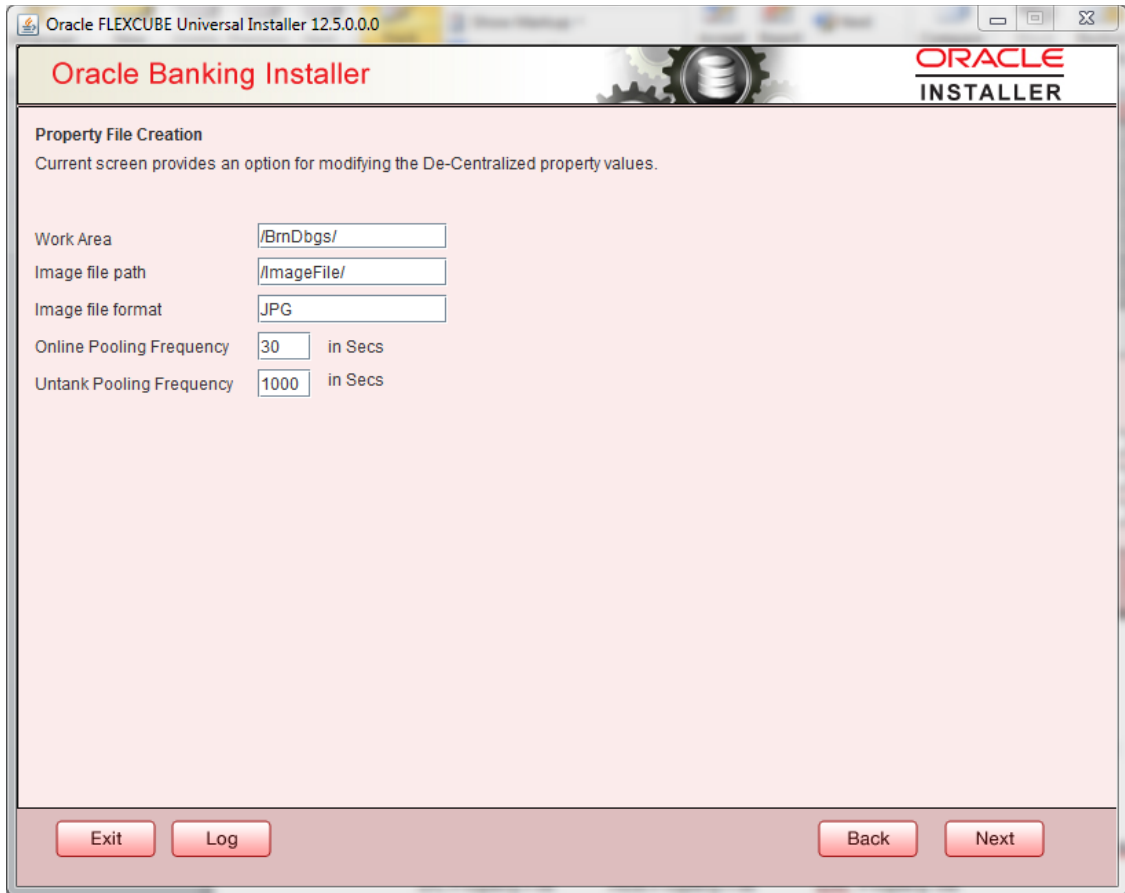 Oracle FLEXCUBE Universal Installer 12.5.0.0.0
Oracle Banking Installer
ORACLE
INSTALLER
Property File Creation
Current screen provides an option for modifying the De-Centralized property values.
Work Area /BrnDbgs/
Image file path /ImageFile/
Image file format JPG
Online Pooling Frequency 30 in Secs
Untank Pooling Frequency 1000 in Secs
Exit Log Back Next